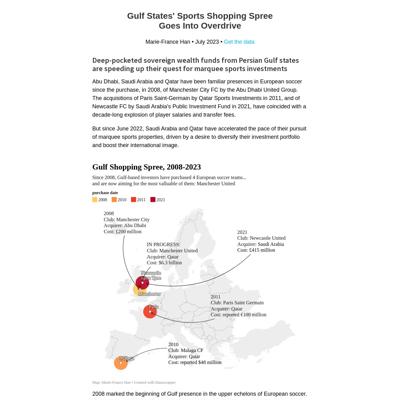 Gulf States' Sports Shopping Spree
Goes Into Overdrive
Marie-France Han • July 2023 • Get the data
Deep-pocketed sovereign wealth funds from Persian Gulf states
are speeding up their quest for marquee sports investments
Abu Dhabi, Saudi Arabia and Qatar have been familiar presences in European soccer
since the purchase, in 2008, of Manchester City FC by the Abu Dhabi United Group.
The acquisitions of Paris Saint-Germain by Qatar Sports Investments in 2011, and of
Newcastle FC by Saudi Arabia's Public Investment Fund in 2021, have coincided with a
decade-long explosion of player salaries and transfer fees.
But since June 2022, Saudi Arabia and Qatar have accelerated the pace of their pursuit
of marquee sports properties, driven by a desire to diversify their investment portfolio
and boost their international image.
Gulf Shopping Spree, 2008-2023
Since 2008, Gulf-based investors have purchased 4 European soccer teams...
and are now aiming for the most valuable of them: Manchester United
purchase date
2008 2010 2011 2021
2008
Club: Manchester City
Acquirer: Abu Dhabi
Cost: £200 million
2021
Club: Newcastle United
Acquirer: Saudi Arabia
Cost: £415 million
IN PROGRESS:
Club: Manchester United
Acquirer: Qatar
Cost: $6.3 billion
2011
Club: Paris Saint Germain
Acquirer: Qatar
Cost: reported €100 million
2010
Club: Malaga CF
Acquirer: Qatar
Cost: reported $40 million
Map: Marie-France Han • Created with Datawrapper
2008 marked the beginning of Gulf presence in the upper echelons of European soccer.